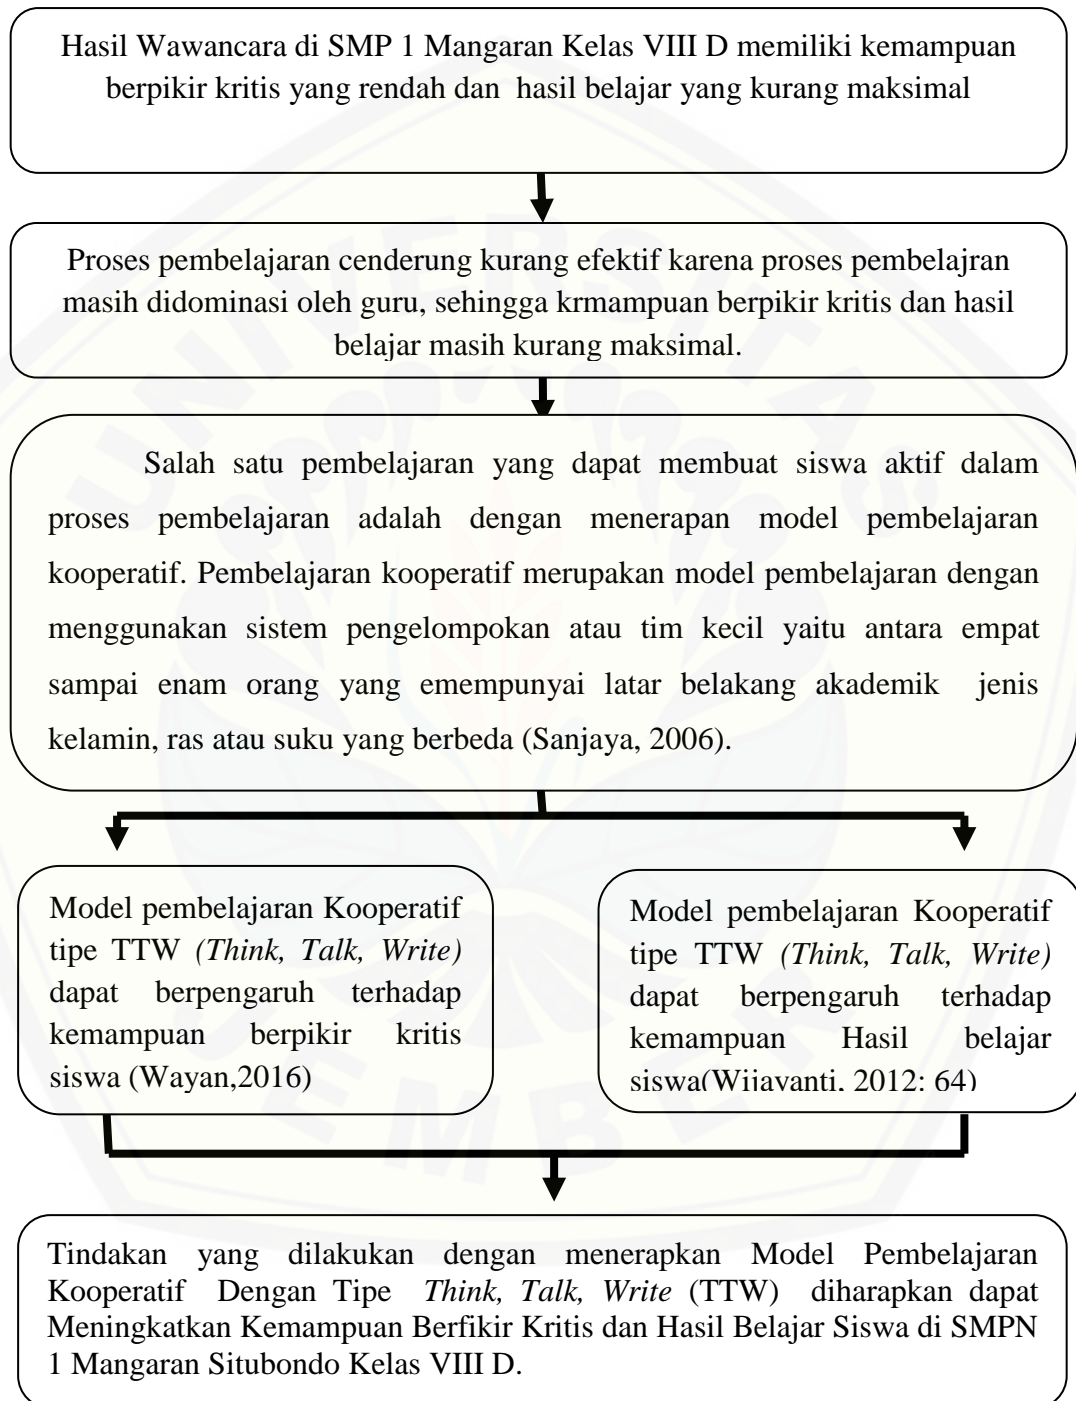 Hasil Wawancara di SMP 1 Mangaran Kelas VIII D memiliki kemampuan
berpikir kritis yang rendah dan hasil belajar yang kurang maksimal
Proses pembelajaran cenderung kurang efektif karena proses pembelajran
masih didominasi oleh guru, sehingga krmampuan berpikir kritis dan hasil
belajar masih kurang maksimal.
Salah satu pembelajaran yang dapat membuat siswa aktif dalam
proses pembelajaran adalah dengan menerapan model pembelajaran
kooperatif. Pembelajaran kooperatif merupakan model pembelajaran dengan
menggunakan sistem pengelompokan atau tim kecil yaitu antara empat
sampai enam orang yang emempunyai latar belakang akademik jenis
kelamin, ras atau suku yang berbeda (Sanjaya, 2006).
Model pembelajaran Kooperatif
tipe TTW (Think, Talk, Write)
dapat berpengaruh terhadap
kemampuan berpikir kritis
siswa (Wayan,2016)
Model pembelajaran Kooperatif
tipe TTW (Think, Talk, Write)
dapat berpengaruh terhadap
kemampuan Hasil belajar
siswa(Wijayanti, 2012: 64)
Tindakan yang dilakukan dengan menerapkan Model Pembelajaran
Kooperatif Dengan Tipe Think, Talk, Write (TTW) diharapkan dapat
Meningkatkan Kemampuan Berfikir Kritis dan Hasil Belajar Siswa di SMPN
1 Mangaran Situbondo Kelas VIII D.
UNIVERSITAS
JEMBER